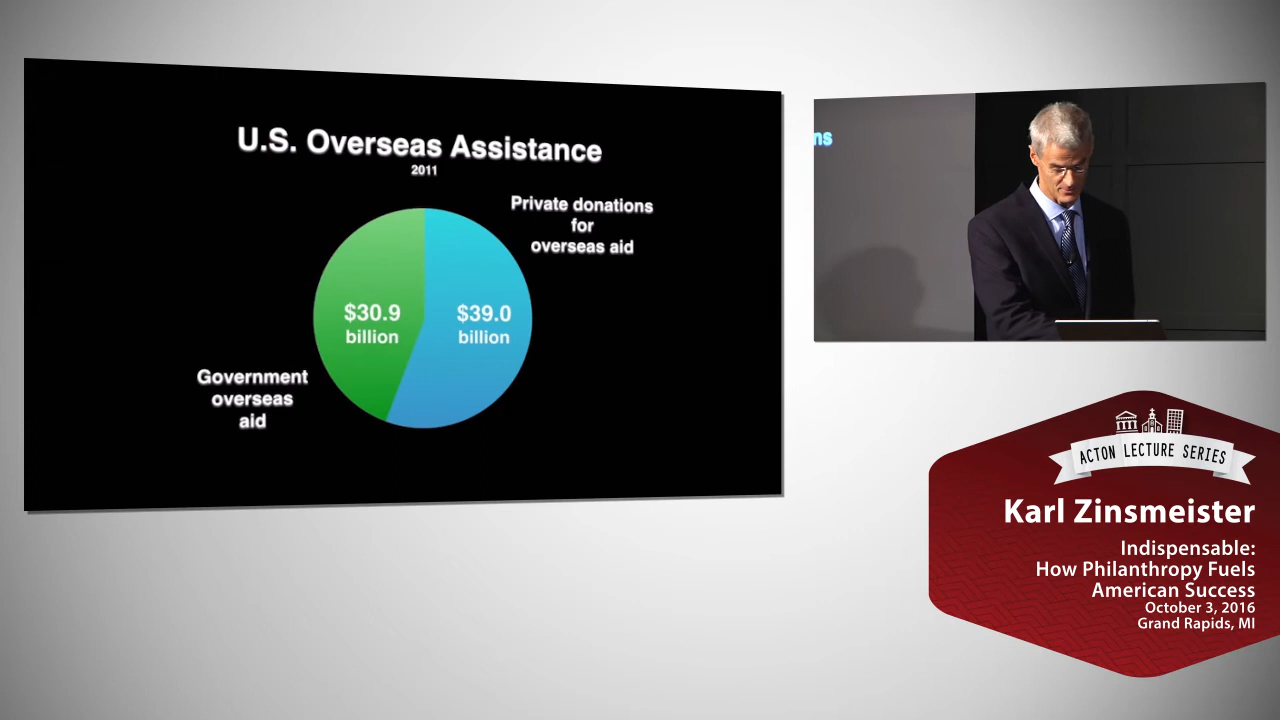 U.S. Overseas Assistance
2011
Private donations
for
overseas aid
$30.9
billion
$39.0
billion
Government
overseas
aid
ns
ACTON LECTURE SERIES
Karl Zinsmeister
Indispensable:
How Philanthropy Fuels
American Success
October 3, 2016
Grand Rapids, MI